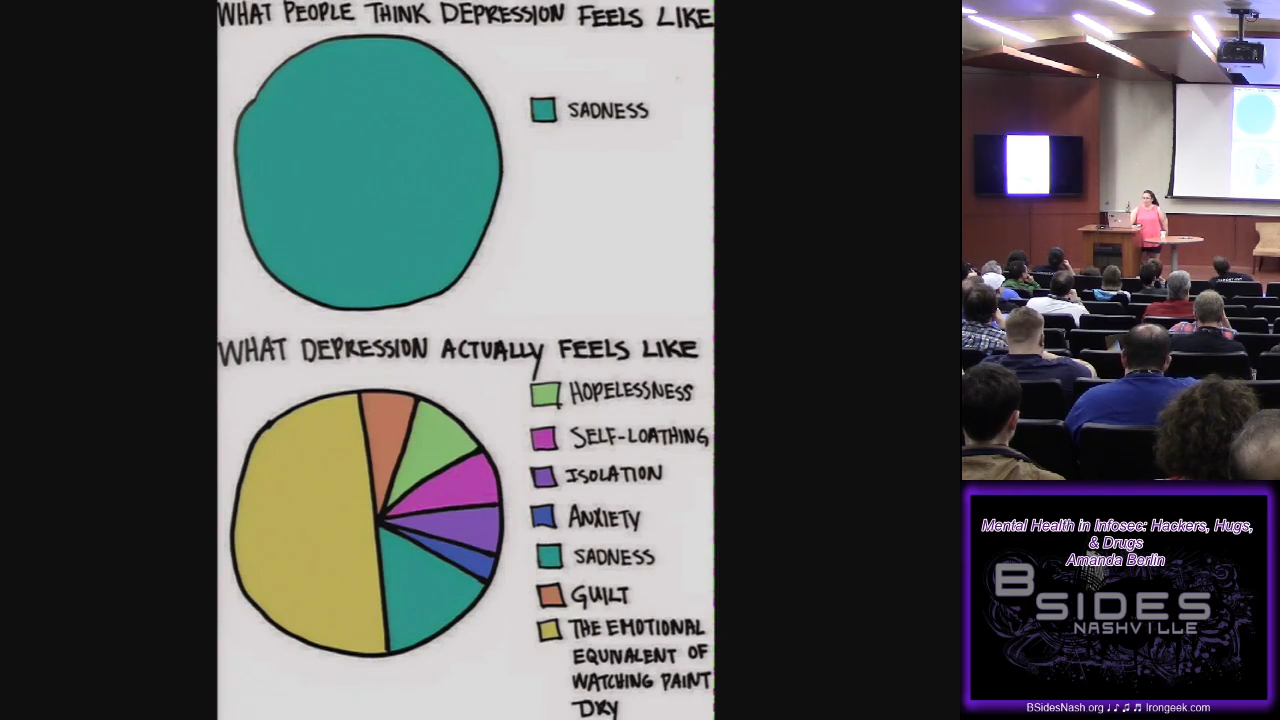 WHAT PEOPLE THINK DEPRESSION FEELS LIKE
SADNESS
WHAT DEPRESSION ACTUALLY FEELS LIKE
HOPELESSNESS
SELF-LOATHING
ISOLATION
ANXIETY
SADNESS
GUILT
THE EMOTIONAL
EQUIVALENT OF
WATCHING PAINT
DRY
Mental Health in Infosec: Hackers, Hugs,
& Drugs
Amanda Berlin
BSIDES
NASHVILLE
BSidesNash.org ♩♪♫♬ Irongeek.com